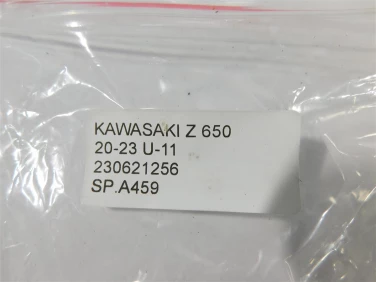 KAWASAKI Z 650
20-23 U-11
230621256
SP.A459